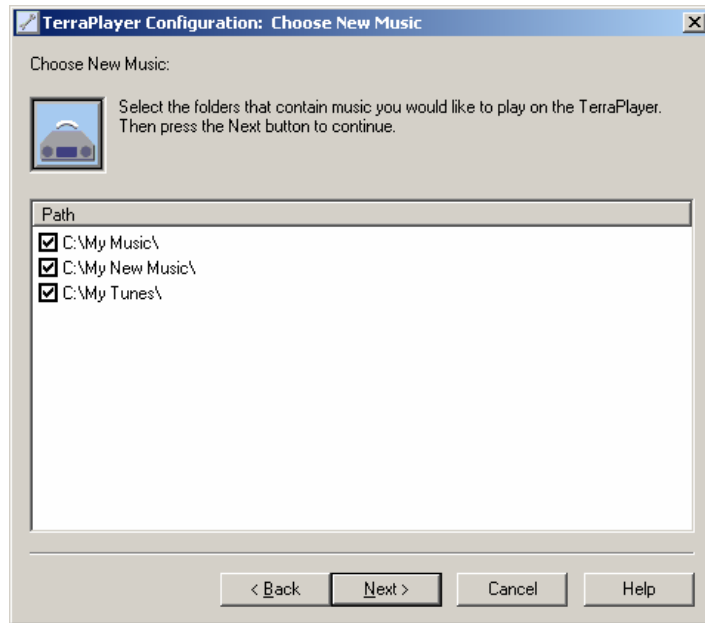 TerraPlayer Configuration: Choose New Music
Choose New Music:
Select the folders that contain music you would like to play on the TerraPlayer.
Then press the Next button to continue.
Path
C:\My Music\
C:\My New Music\
C:\My Tunes\
< Back
Next >
Cancel
Help